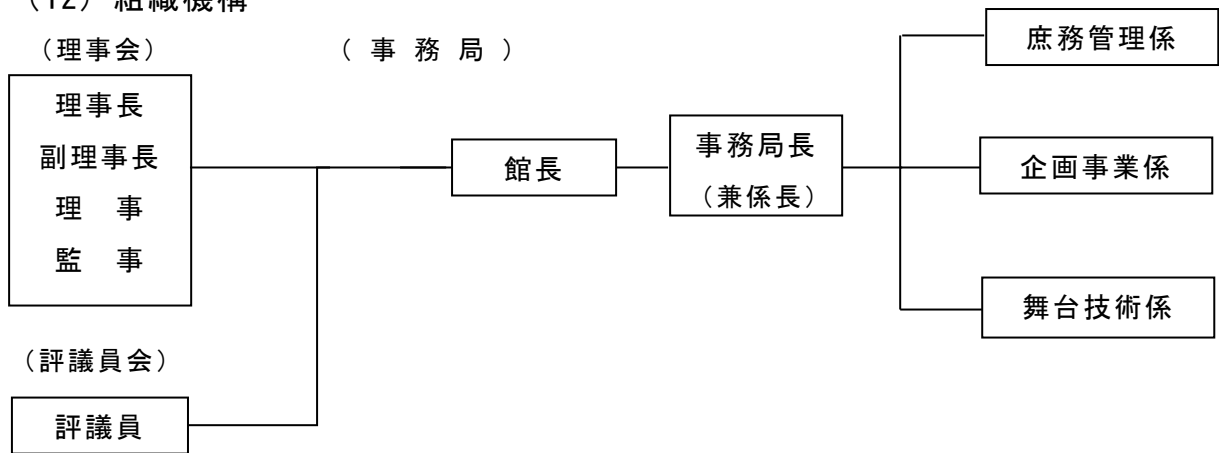 (12) 組織機構
(理事会)
(事務局)
理事長
副理事長
理 事
監 事
館長
事務局長
(兼係長)
庶務管理係
企画事業係
舞台技術係
(評議員会)
評議員